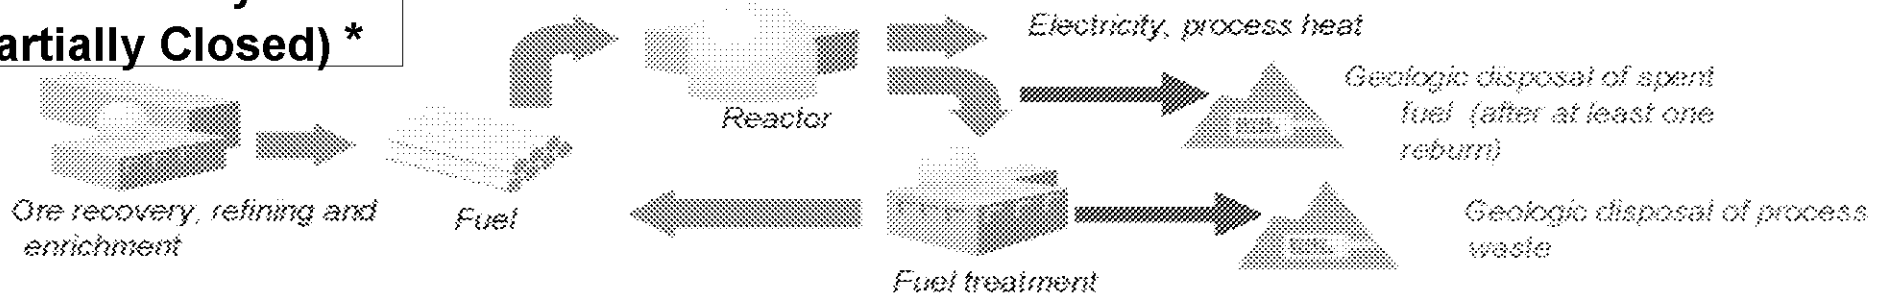 artially Closed) *
Electricity, process heat
Geologic disposal of spent
fuel (after at least one
reburn)
Reactor
Ore recovery, refining and
enrichment
Fuel
Geologic disposal of process
waste
Fuel treatment